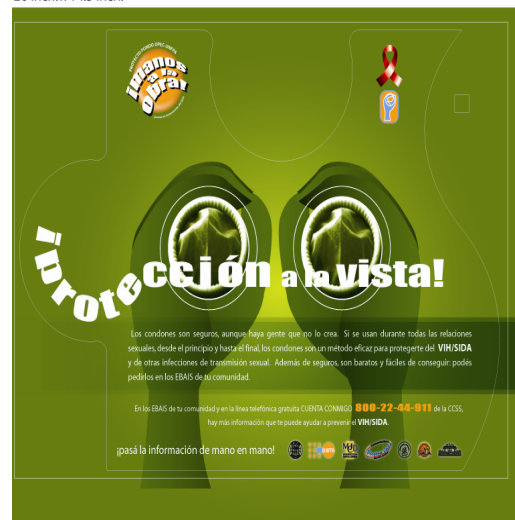 PROYECTO FONDO OPEC-UNFPA
¡manos
a la
obra!
¡protección a la vista!
Los condones son seguros, aunque haya gente que no lo crea. Si se usan durante todas las relaciones
sexuales, desde el principio y hasta el final, los condones son un método eficaz para protegerte del VIH/SIDA
y de otras infecciones de transmisión sexual. Además de seguros, son baratos y fáciles de conseguir: podés
pedirlos en los EBAIS de tu comunidad.
En los EBAIS de tu comunidad y en la línea telefónica gratuita CUENTA CONMIGO 800-22-44-911 de la CCSS,
hay más información que te puede ayudar a prevenir el VIH/SIDA.
¡pasá la información de mano en mano!